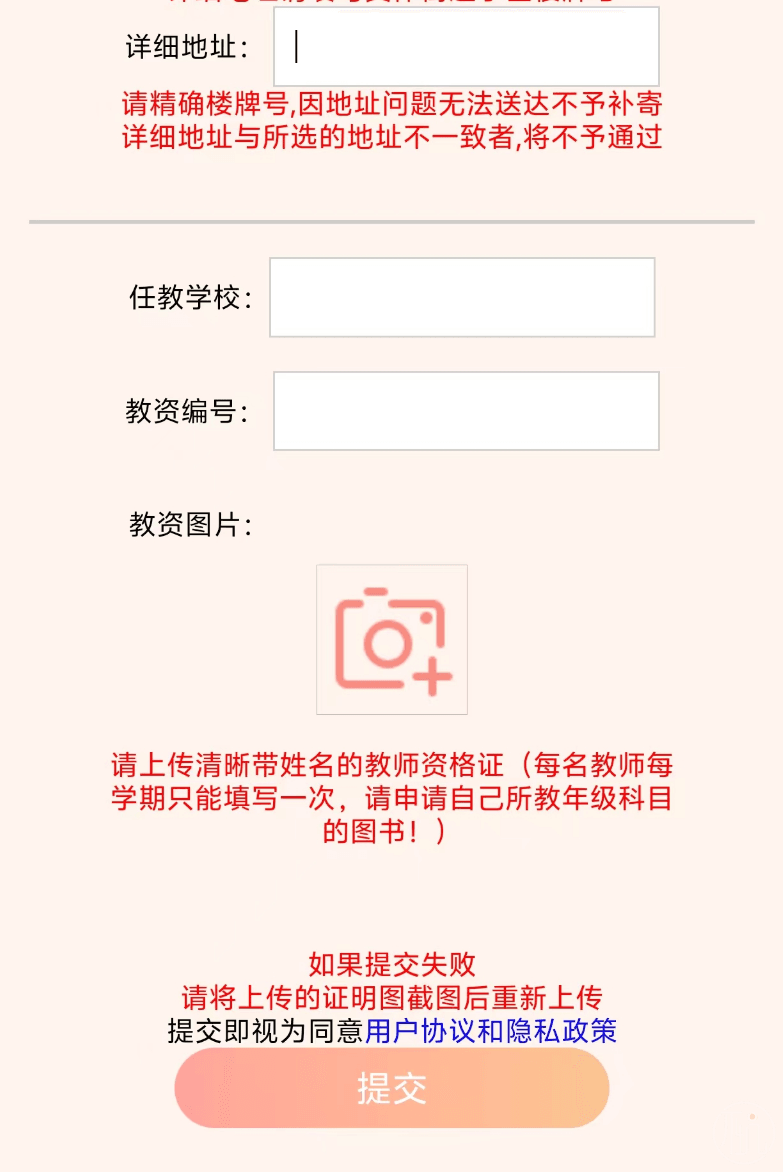 详细地址：
请精确楼牌号,因地址问题无法送达不予补寄
详细地址与所选的地址不一致者,将不予通过
任教学校：
教资编号：
教资图片：
请上传清晰带姓名的教师资格证（每名教师每
学期只能填写一次，请申请自己所教年级科目
的图书！）
如果提交失败
请将上传的证明图截图后重新上传
提交即视为同意用户协议和隐私政策
提交